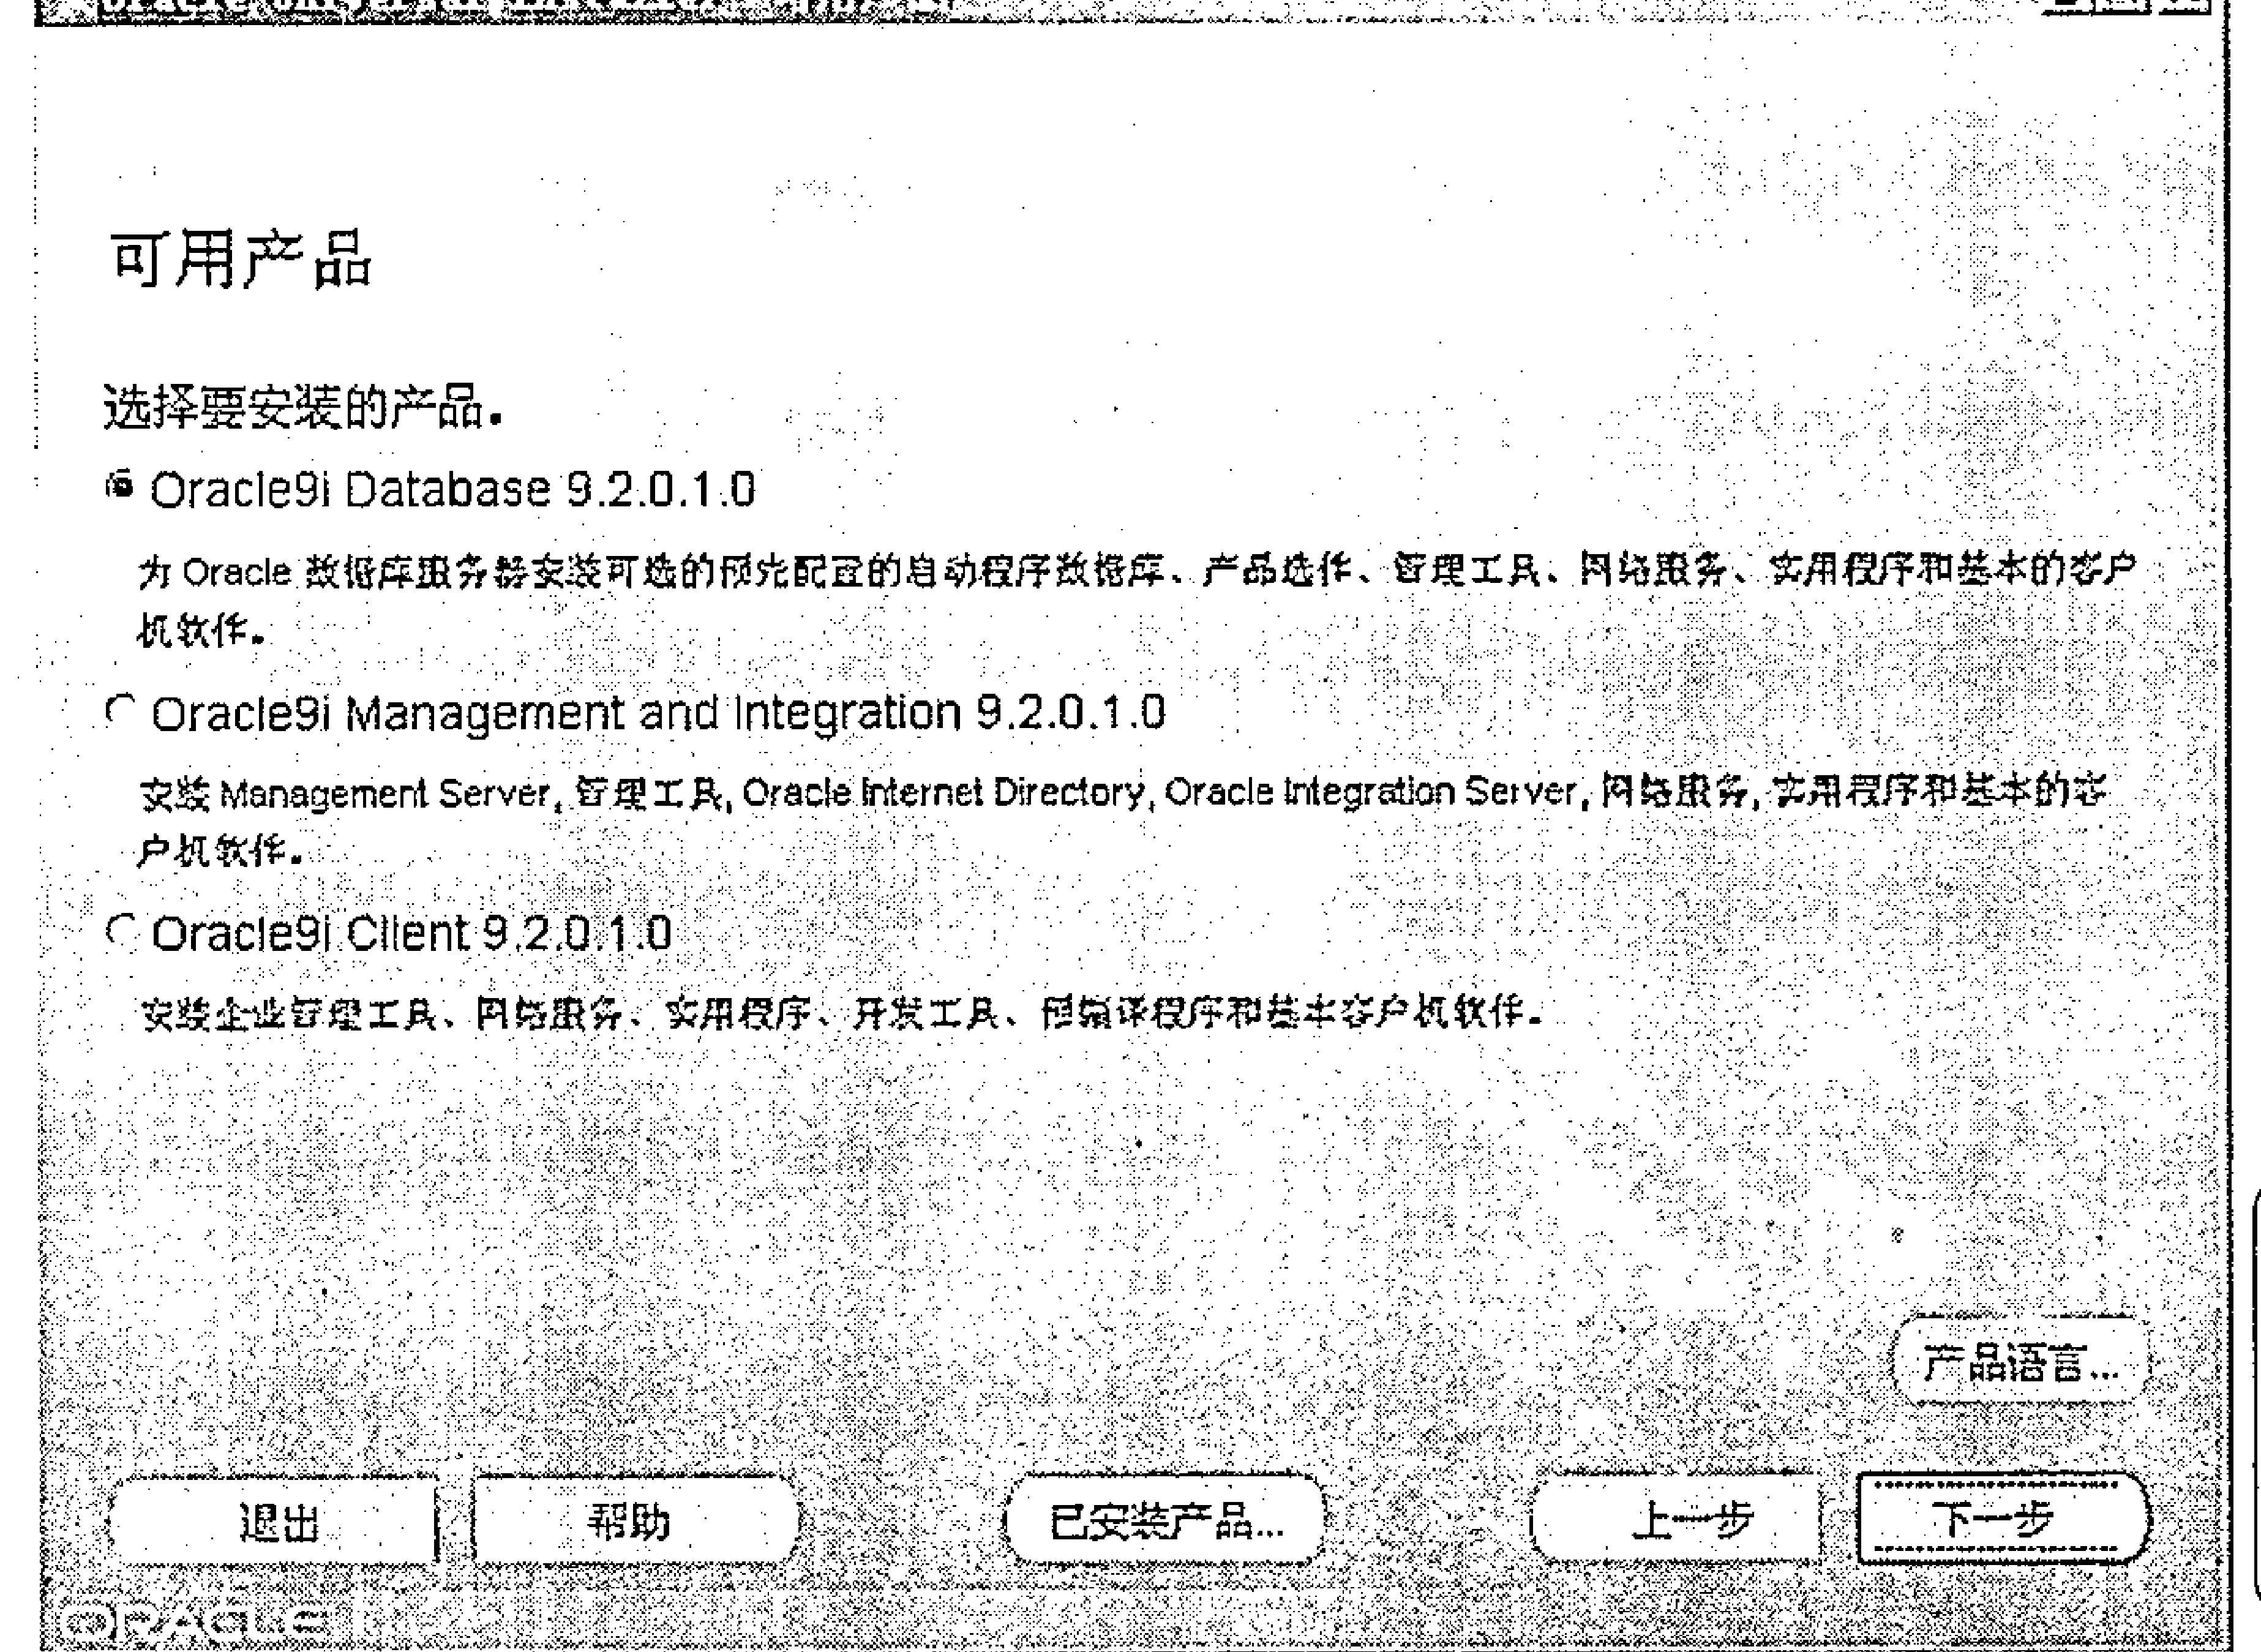 可用产品
选择要安装的产品。
Oracle9i Database 9.2.0.1.0
为 Oracle 数据库服务器安装可选的预先配置的启动程序数据库、产品选件、管理工具、网络服务、实用程序和基本的客户
机软件。
Oracle9i Management and Integration 9.2.0.1.0
安装 Management Server, 管理工具, Oracle Internet Directory, Oracle Integration Server, 网络服务, 实用程序和基本的客
户机软件。
Oracle9i Client 9.2.0.1.0
安装企业管理工具、网络服务、实用程序、开发工具、预编译程序和基本客户机软件。
产品语言...
退出 帮助 已安装产品... 上一步 下一步
ORACLE